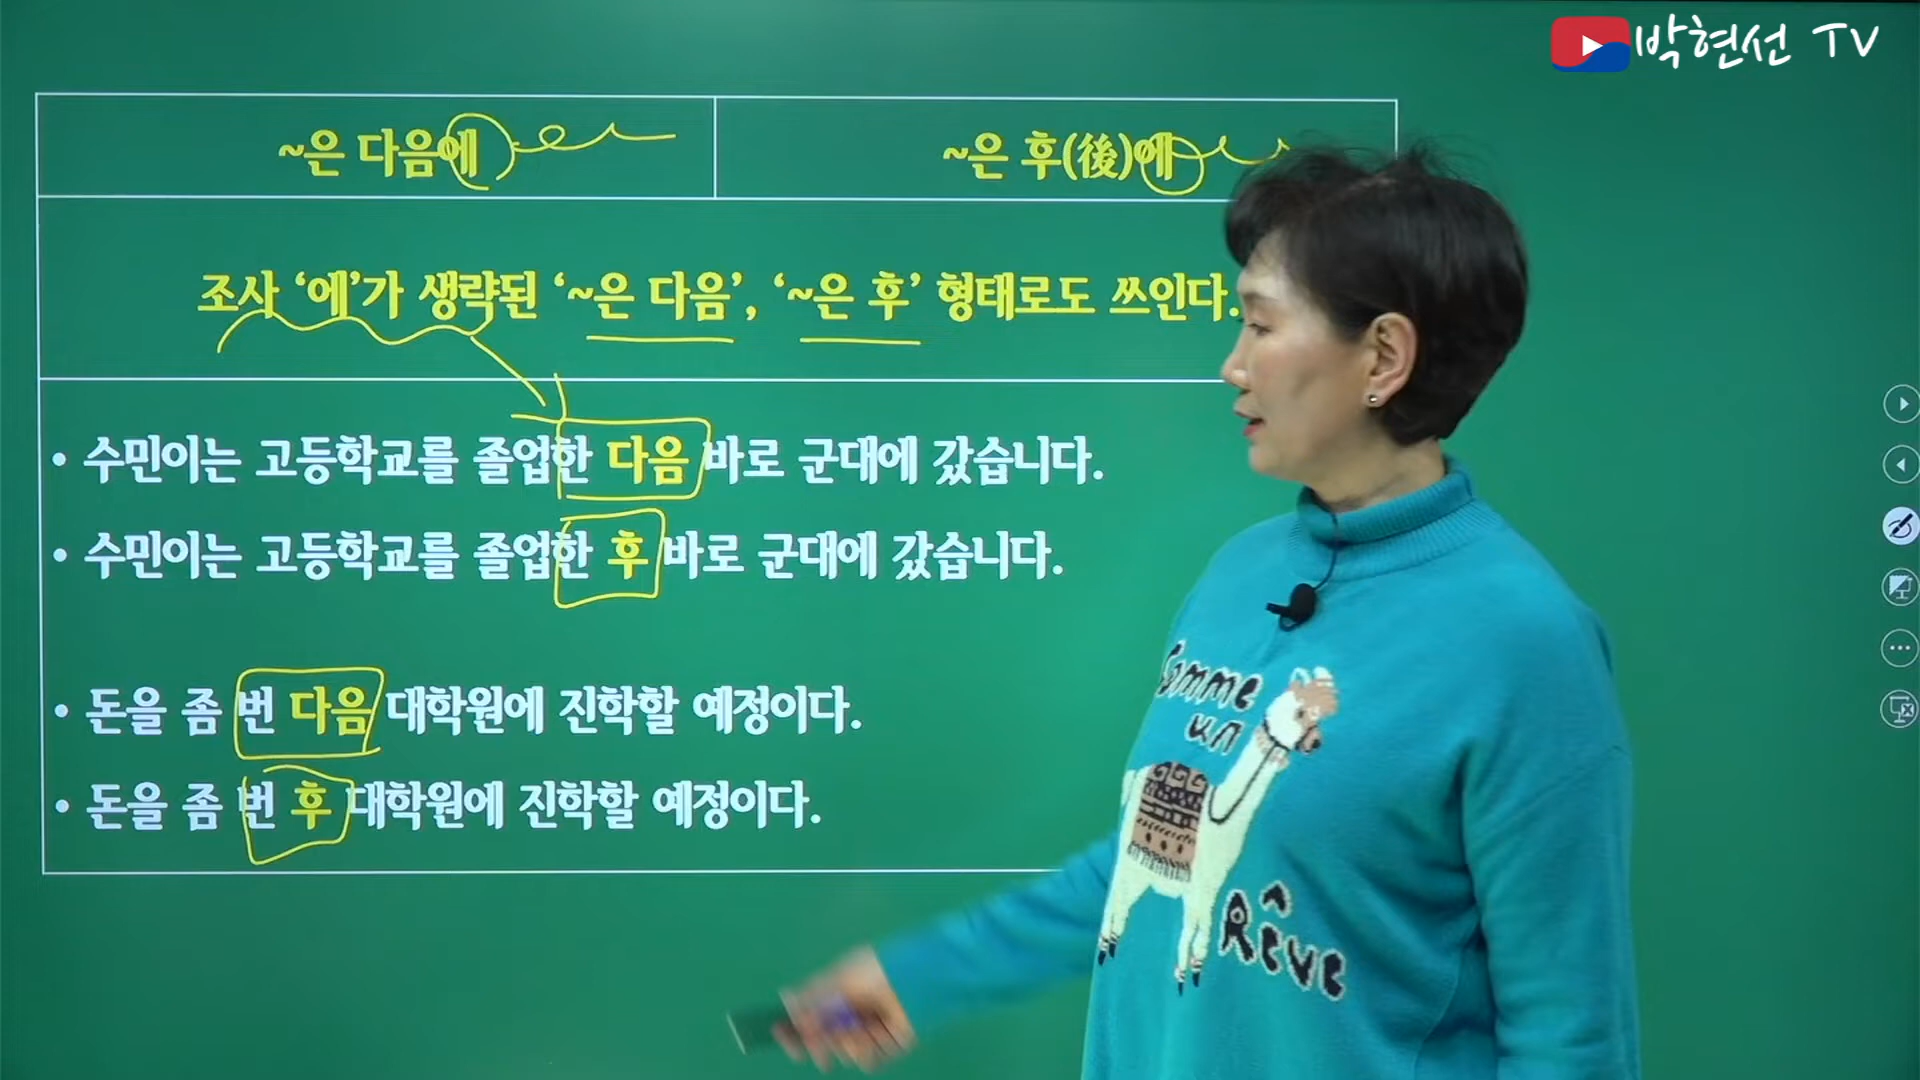 박현선 TV
~은 다음에
~은 후(後)에
조사 ‘에’가 생략된 ‘~은 다음’, ‘~은 후’ 형태로도 쓰인다.
• 수민이는 고등학교를 졸업한 다음 바로 군대에 갔습니다.
• 수민이는 고등학교를 졸업한 후 바로 군대에 갔습니다.
• 돈을 좀 번 다음 대학원에 진학할 예정이다.
• 돈을 좀 번 후 대학원에 진학할 예정이다.
Comme
un
Rêve